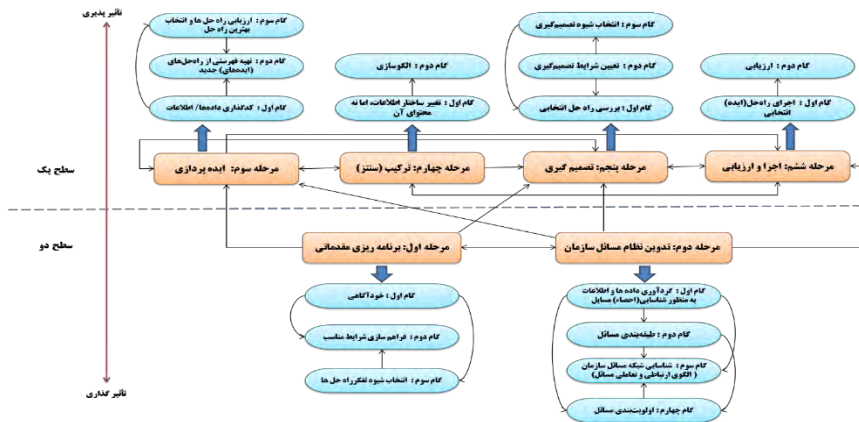 تأثیر پذیری
سطح یک
سطح دو
تأثیر گذاری
گام سوم : ارزیابی راه حل ها و انتخاب
بهترین راه حل
گام دوم : تهیه فهرستی از راه‌حل‌های
(ایده‌های) جدید
گام اول : کدگذاری داده‌ها/ اطلاعات
مرحله سوم: ایده پردازی
گام دوم : الگوسازی
گام اول : تغییر ساختار اطلاعات، اما نه
محتوای آن
مرحله چهارم: ترکیب (سنتز)
گام سوم : انتخاب شیوه تصمیم‌گیری
گام دوم : تعیین شرایط تصمیم‌گیری
گام اول : بررسی راه حل انتخابی
مرحله پنجم: تصمیم گیری
گام دوم : ارزیابی
گام اول : اجرای راه‌حل(ایده)
انتخابی
مرحله ششم: اجرا و ارزیابی
مرحله اول: برنامه ریزی مقدماتی
گام اول : خودآگاهی
گام دوم : فراهم سازی شرایط مناسب
گام سوم : انتخاب شیوه تفکرراه حل ها
مرحله دوم: تدوین نظام مسائل سازمان
گام اول : گردآوری داده ها و اطلاعات
به منظور شناسایی(احصاء) مسایل
گام دوم : طبقه‌بندی مسائل
گام سوم : شناسایی شبکه مسائل سازمان
( الگوی ارتباطی و تعاملی مسائل)
گام چهارم : اولویت‌بندی مسائل